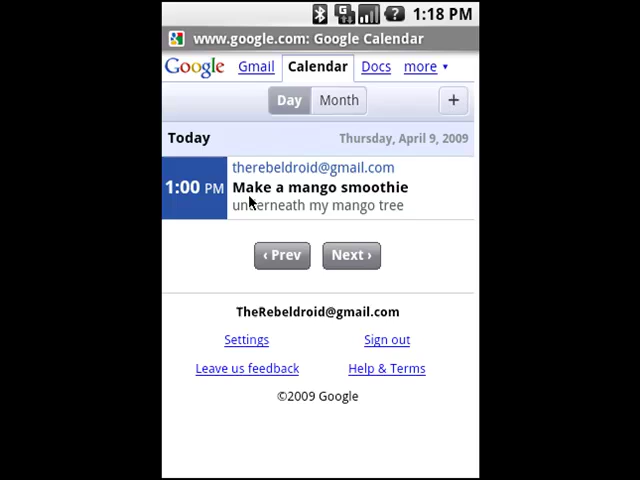 1:18 PM
www.google.com: Google Calendar
Google Gmail Calendar Docs more ▾
Day Month +
Today Thursday, April 9, 2009
therebeldroid@gmail.com
1:00 PM Make a mango smoothie
underneath my mango tree
‹ Prev Next ›
TheRebeldroid@gmail.com
Settings Sign out
Leave us feedback Help & Terms
©2009 Google